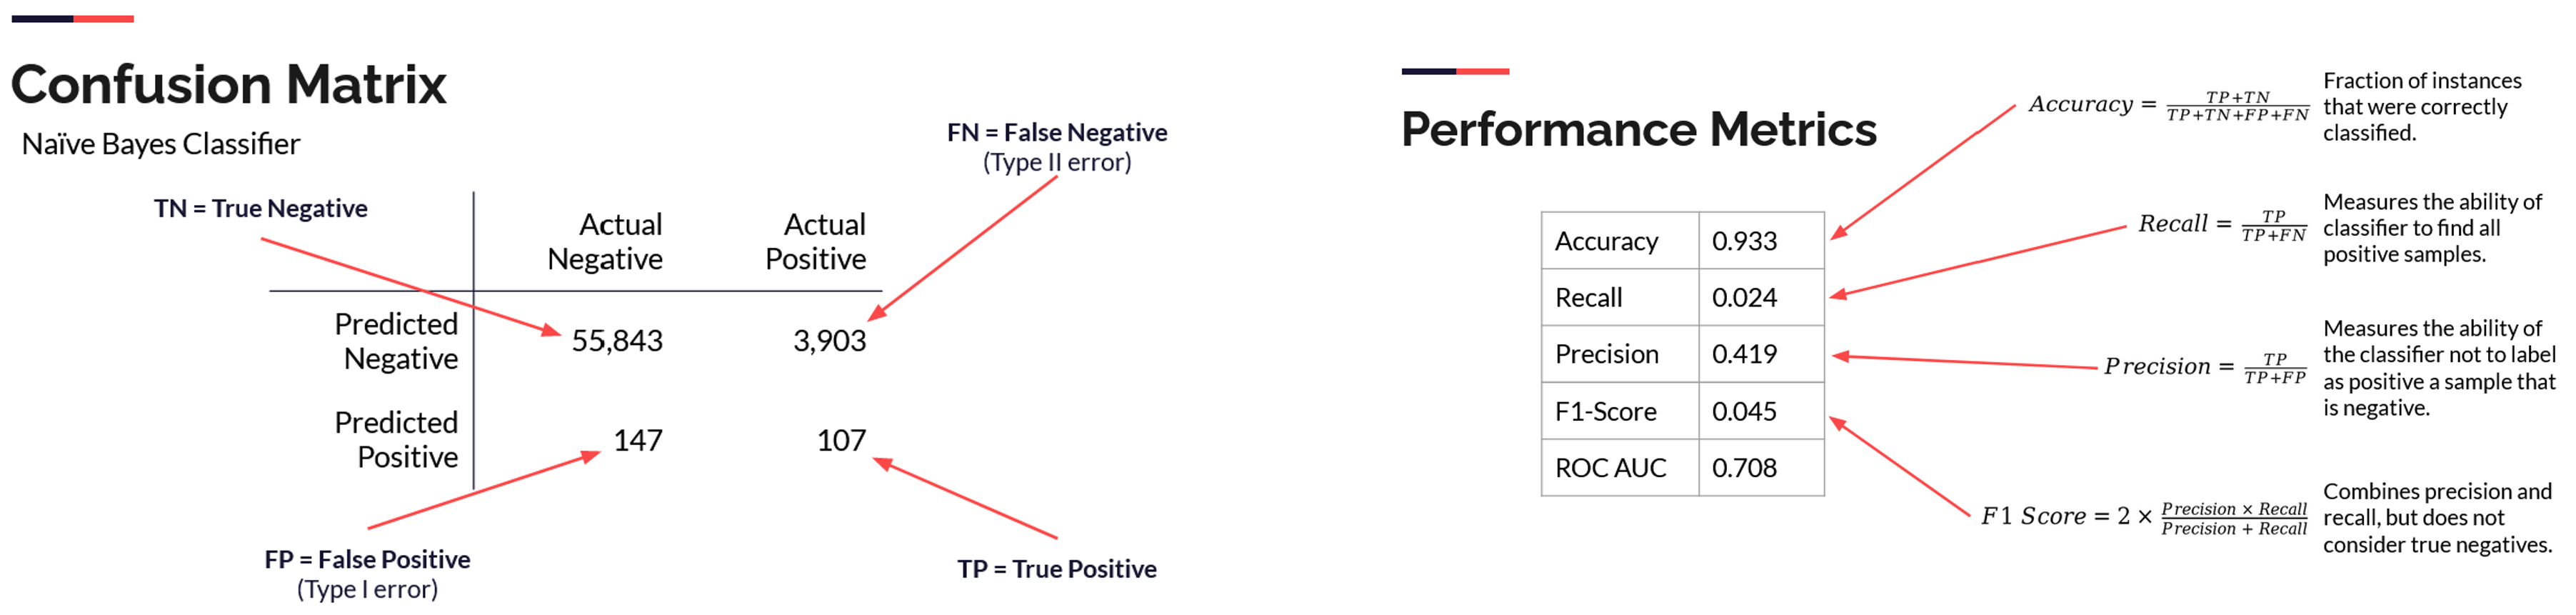 Confusion Matrix
Naïve Bayes Classifier
TN = True Negative
FN = False Negative
(Type II error)
Actual
Negative
Actual
Positive
Predicted
Negative
55,843
3,903
Predicted
Positive
147
107
FP = False Positive
(Type I error)
TP = True Positive
Performance Metrics
Accuracy 0.933
Recall 0.024
Precision 0.419
F1-Score 0.045
ROC AUC 0.708
Accuracy = TP+TN / TP+TN+FP+FN
Fraction of instances
that were correctly
classified.
Recall = TP / TP+FN
Measures the ability of
classifier to find all
positive samples.
Precision = TP / TP+FP
Measures the ability of
the classifier not to label
as positive a sample that
is negative.
F1 Score = 2 × Precision × Recall / Precision + Recall
Combines precision and
recall, but does not
consider true negatives.